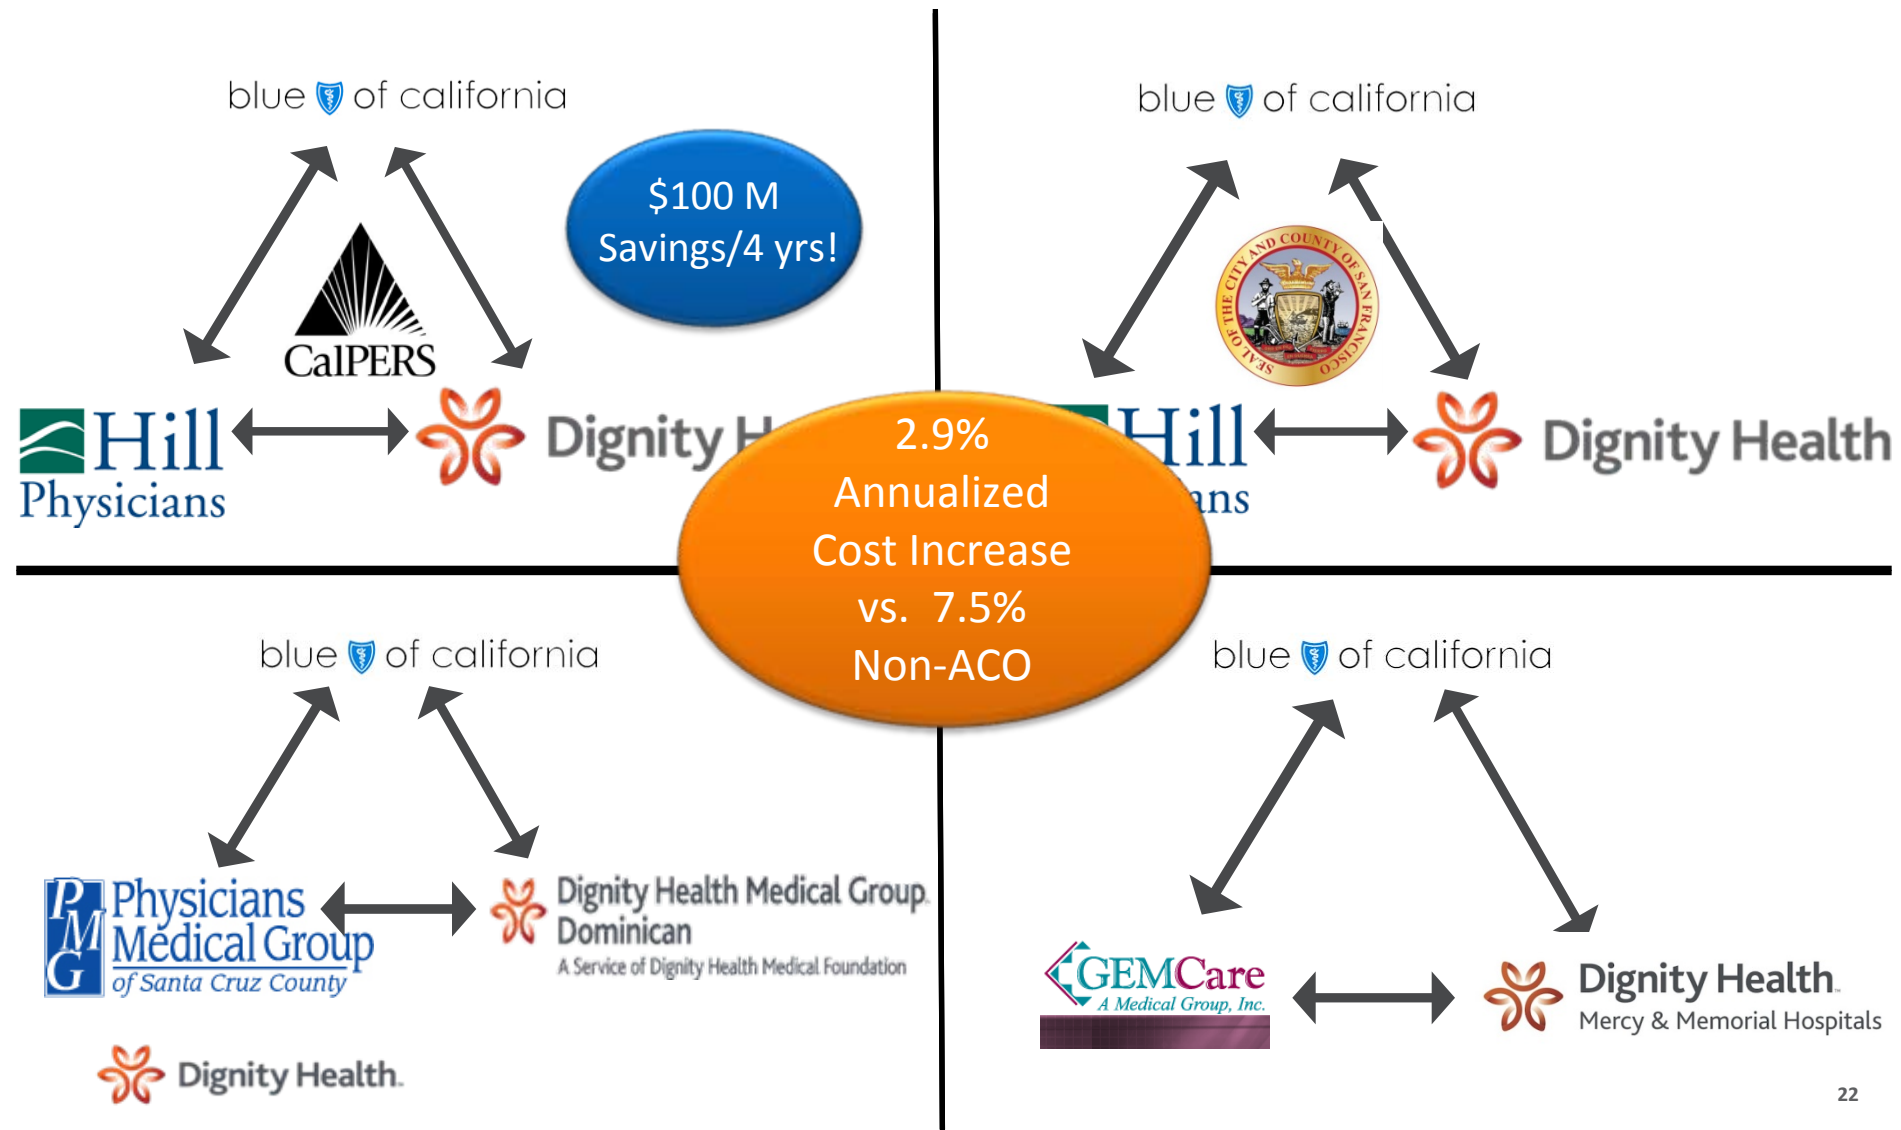 blue of california
$100 M
Savings/4 yrs!
CalPERS
Hill
Physicians
Dignity H
blue of california
SEAL OF THE CITY AND COUNTY OF SAN FRANCISCO
Hill
ans
Dignity Health
2.9%
Annualized
Cost Increase
vs. 7.5%
Non-ACO
blue of california
PMG
Physicians
Medical Group
of Santa Cruz County
Dignity Health Medical Group
Dominican
A Service of Dignity Health Medical Foundation
Dignity Health
blue of california
GEMCare
A Medical Group, Inc.
Dignity Health
Mercy & Memorial Hospitals
22